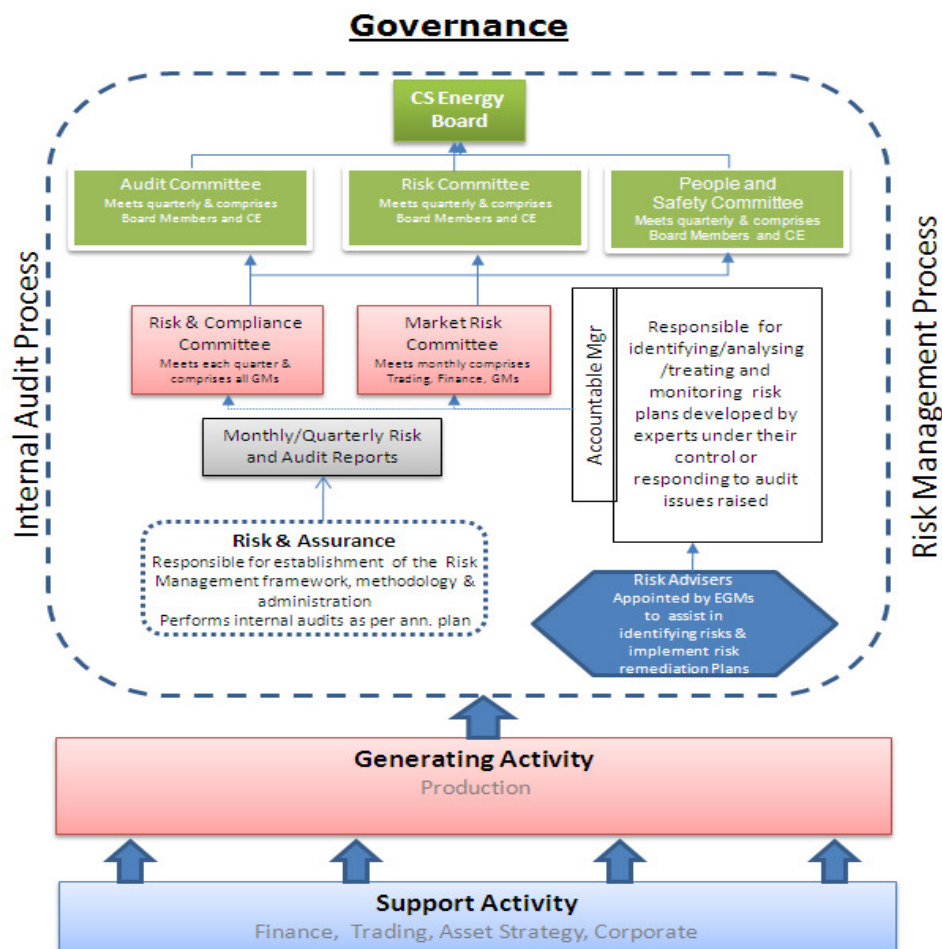 Governance
CS Energy
Board
Audit Committee
Meets quarterly & comprises
Board Members and CE
Risk Committee
Meets quarterly & comprises
Board Members and CE
People and
Safety Committee
Meets quarterly & comprises
Board Members and CE
Internal Audit Process
Risk Management Process
Risk & Compliance
Committee
Meets each quarter &
comprises all GMs
Market Risk
Committee
Meets monthly comprises
Trading, Finance, GMs
Accountable Mgr
Responsible for
identifying/analysing
/treating and
monitoring risk
plans developed by
experts under their
control or
responding to audit
issues raised
Monthly/Quarterly Risk
and Audit Reports
Risk & Assurance
Responsible for establishment of the Risk
Management framework, methodology &
administration
Performs internal audits as per ann. plan
Risk Advisers
Appointed by EGMs
to assist in
identifying risks &
implement risk
remediation Plans
Generating Activity
Production
Support Activity
Finance, Trading, Asset Strategy, Corporate